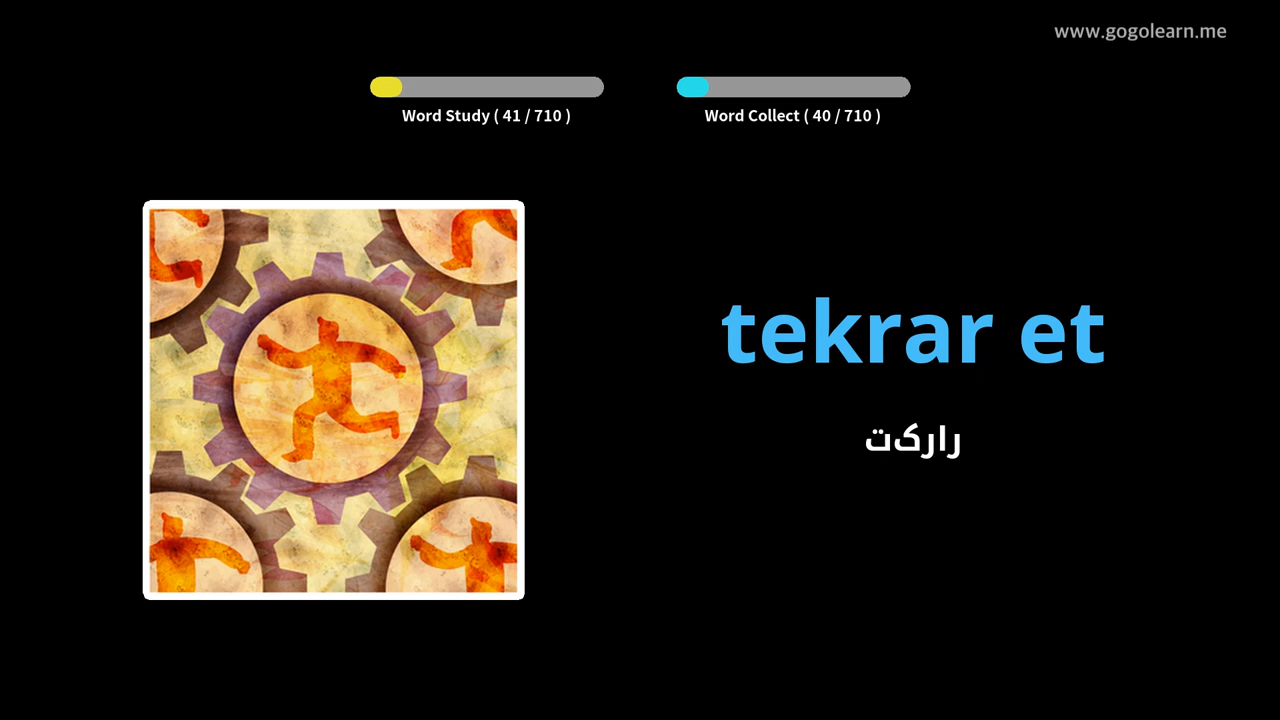 www.gogolearn.me
Word Study ( 41 / 710 )
Word Collect ( 40 / 710 )
tekrar et
رارکت